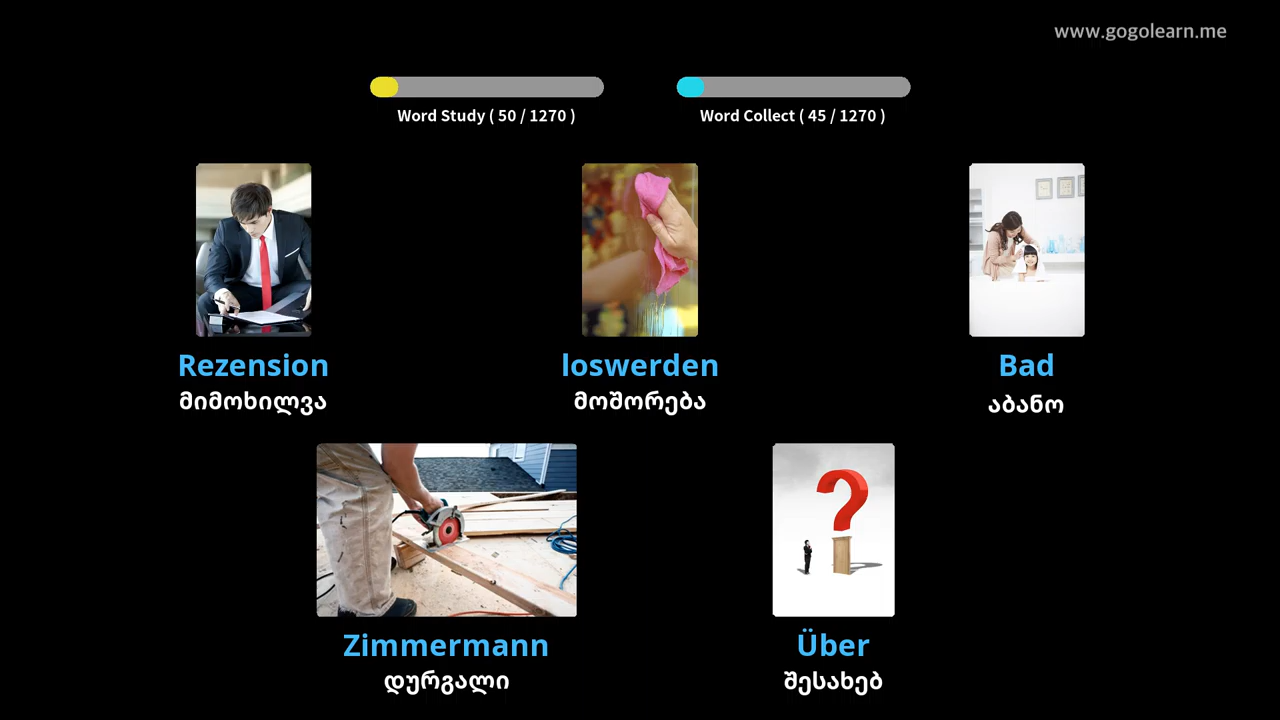 www.gogolearn.me
Word Study ( 50 / 1270 )
Word Collect ( 45 / 1270 )
Rezension
მიმოხილვა
loswerden
მოშორება
Bad
აბანო
Zimmermann
დურგალი
Über
შესახებ